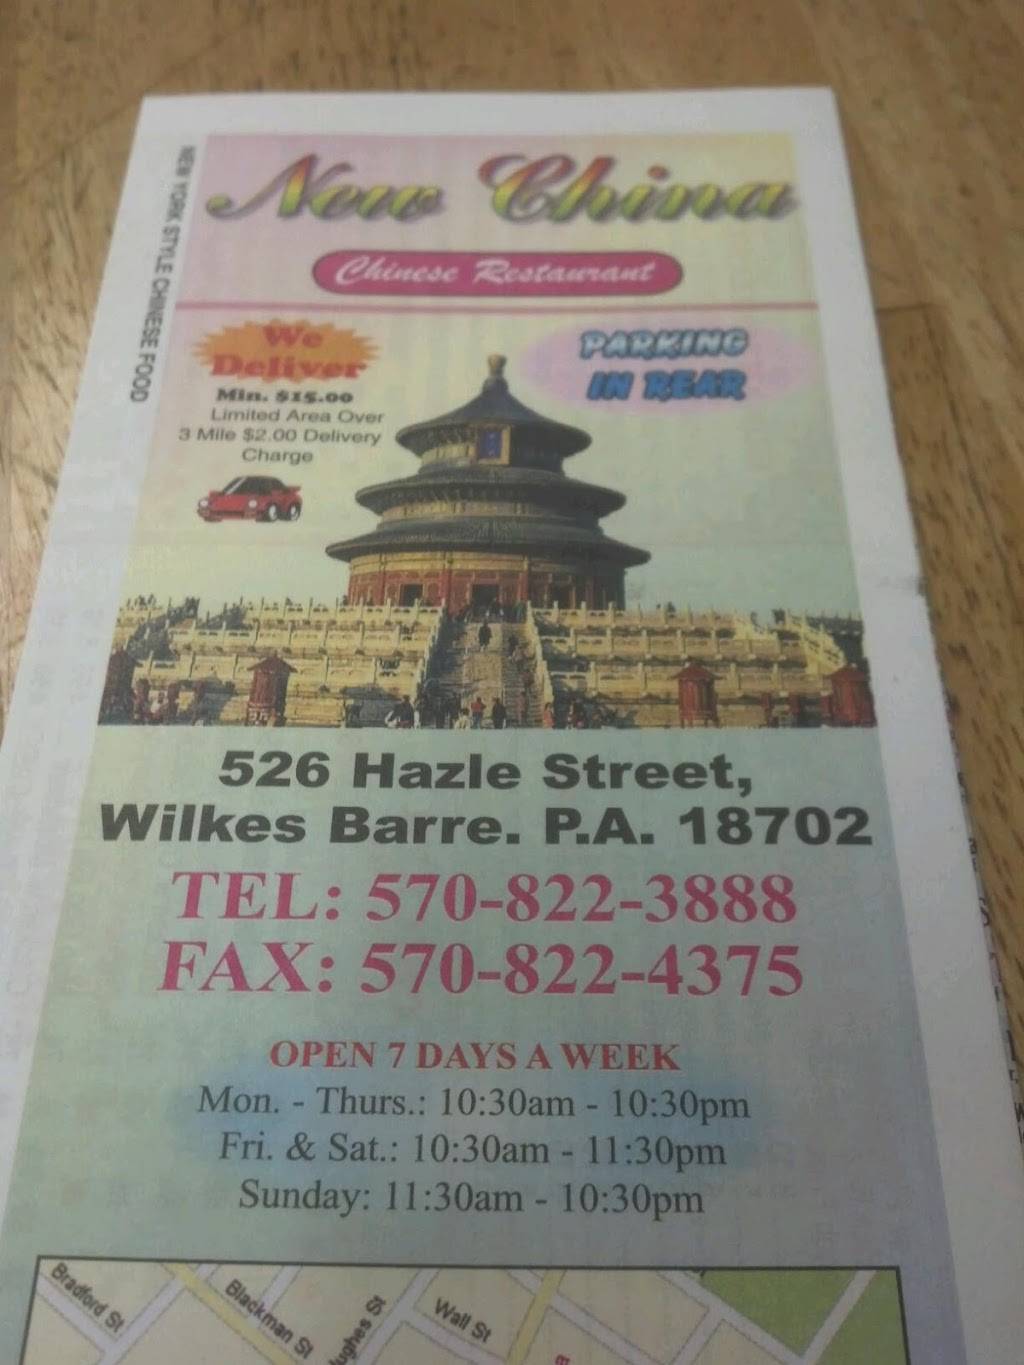 NEW YORK STYLE CHINESE FOOD
New China
Chinese Restaurant
We
Deliver
Min. $15.00
Limited Area Over
3 Mile $2.00 Delivery
Charge
PARKING
IN REAR
526 Hazle Street,
Wilkes Barre. P.A. 18702
TEL: 570-822-3888
FAX: 570-822-4375
OPEN 7 DAYS A WEEK
Mon. - Thurs.: 10:30am - 10:30pm
Fri. & Sat.: 10:30am - 11:30pm
Sunday: 11:30am - 10:30pm
Bradford St
Blackman St
St
Wall St